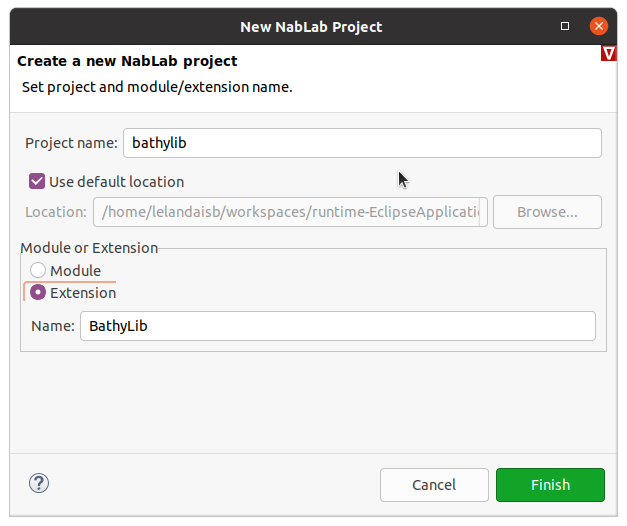 New NabLab Project
Create a new NabLab project
Set project and module/extension name.
Project name: bathylib
Use default location
Location: /home/lelandaisb/workspaces/runtime-EclipseApplicati Browse...
Module or Extension
Module
Extension
Name: BathyLib
? Cancel Finish